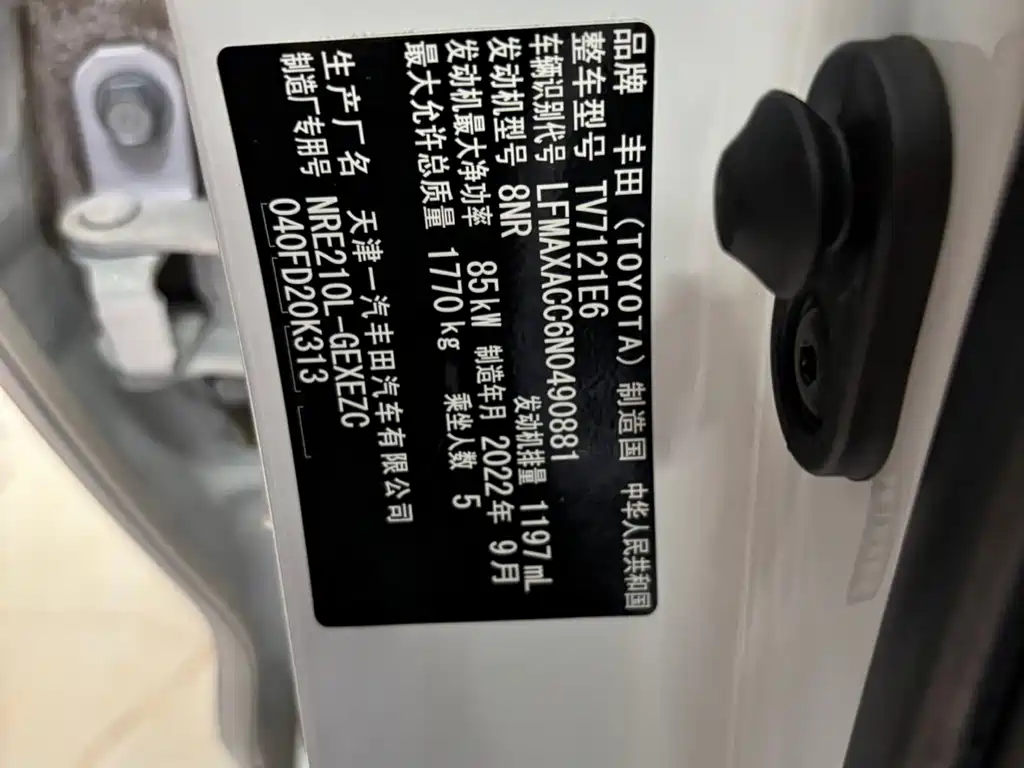 品牌 丰田（TOYOTA） 制造国 中华人民共和国
整车型号 TV7121E6
车辆识别代号 LFMAXACC6N0490881
发动机型号 8NR 发动机排量 1197mL
发动机最大净功率 85kW 制造年月 2022年 9月
最大允许总质量 1770kg 乘坐人数 5
生产厂名 天津一汽丰田汽车有限公司
制造厂专用号 NRE210L-GEXEZC
040FD20K313